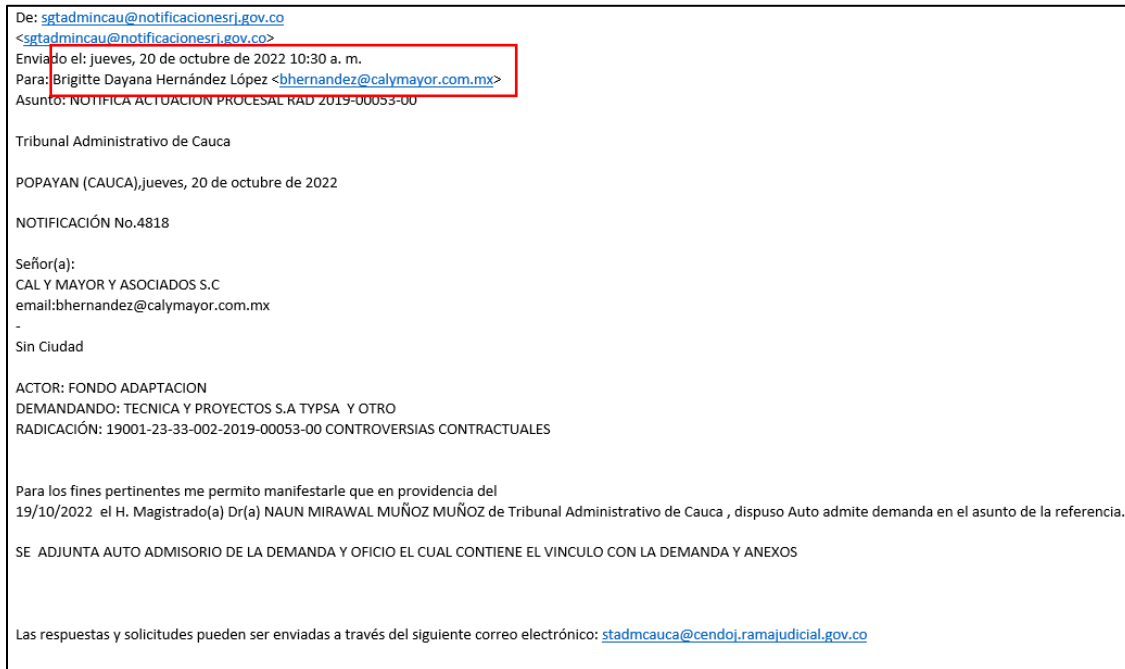 De: sgtadmincau@notificacionesrj.gov.co
<sgtadmincau@notificacionesrj.gov.co>
Enviado el: jueves, 20 de octubre de 2022 10:30 a. m.
Para: Brigitte Dayana Hernández López <bhernandez@calymayor.com.mx>
Asunto: NOTIFICA ACTUACION PROCESAL RAD 2019-00053-00
Tribunal Administrativo de Cauca
POPAYAN (CAUCA),jueves, 20 de octubre de 2022
NOTIFICACIÓN No.4818
Señor(a):
CAL Y MAYOR Y ASOCIADOS S.C
email:bhernandez@calymayor.com.mx
-
Sin Ciudad
ACTOR: FONDO ADAPTACION
DEMANDANDO: TECNICA Y PROYECTOS S.A TYPSA  Y OTRO
RADICACIÓN: 19001-23-33-002-2019-00053-00 CONTROVERSIAS CONTRACTUALES
Para los fines pertinentes me permito manifestarle que en providencia del
19/10/2022  el H. Magistrado(a) Dr(a) NAUN MIRAWAL MUÑOZ MUÑOZ de Tribunal Administrativo de Cauca , dispuso Auto admite demanda en el asunto de la referencia.
SE  ADJUNTA AUTO ADMISORIO DE LA DEMANDA Y OFICIO EL CUAL CONTIENE EL VINCULO CON LA DEMANDA Y ANEXOS
Las respuestas y solicitudes pueden ser enviadas a través del siguiente correo electrónico: stadmcauca@cendoj.ramajudicial.gov.co